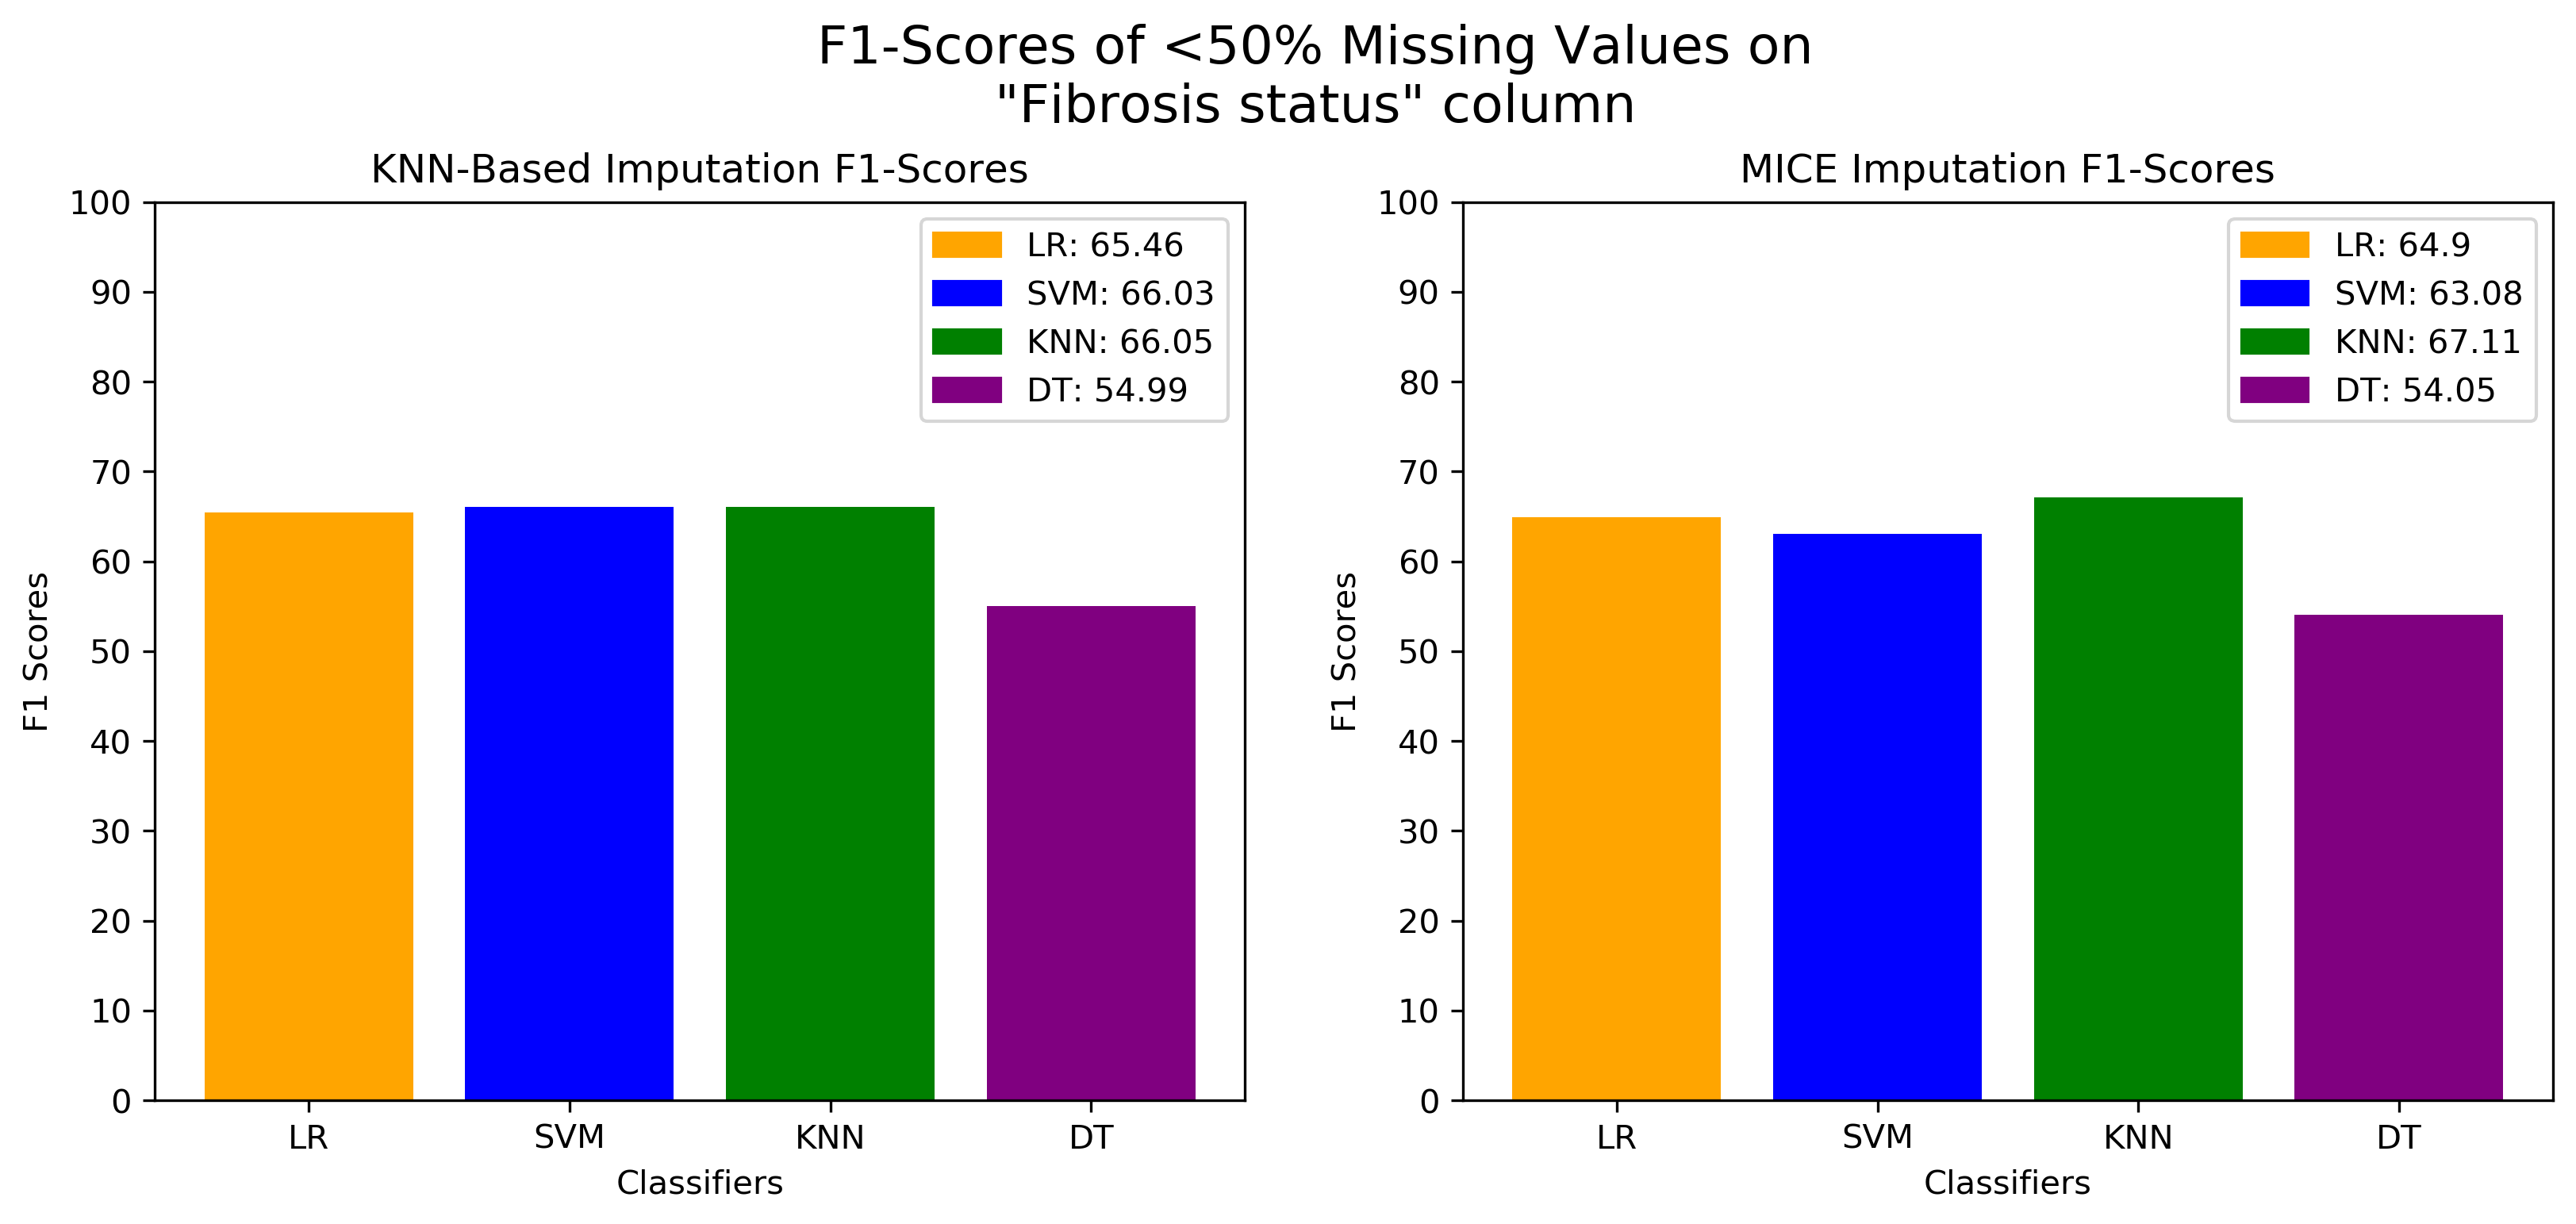 F1-Scores of <50% Missing Values on
"Fibrosis status" column
KNN-Based Imputation F1-Scores
100
90
80
70
60
50
40
30
20
10
0
F1 Scores
LR: 65.46
SVM: 66.03
KNN: 66.05
DT: 54.99
LR
SVM
KNN
DT
Classifiers
MICE Imputation F1-Scores
100
90
80
70
60
50
40
30
20
10
0
F1 Scores
LR: 64.9
SVM: 63.08
KNN: 67.11
DT: 54.05
LR
SVM
KNN
DT
Classifiers